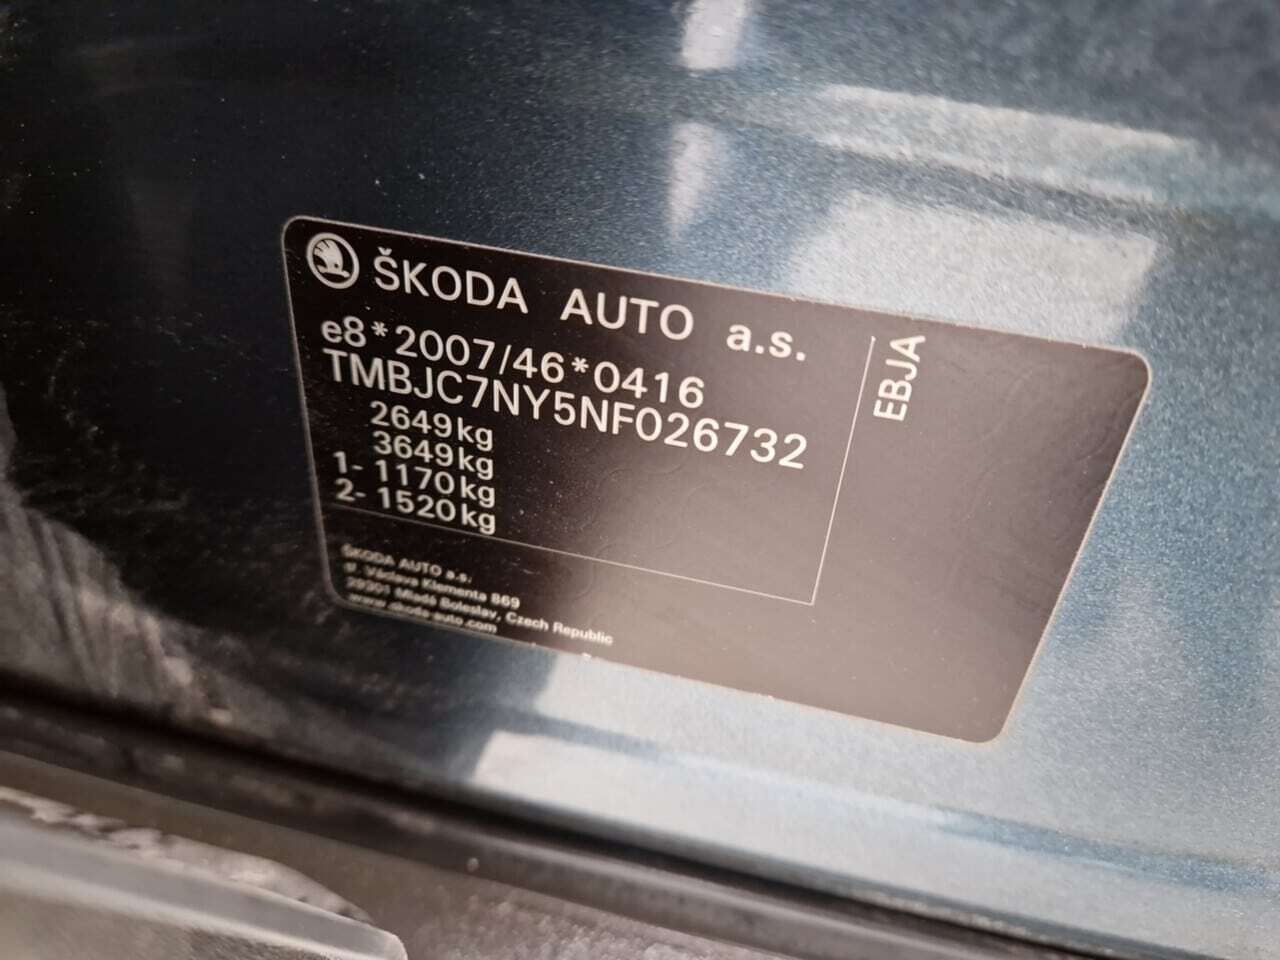 ŠKODA AUTO a.s.
e8*2007/46*0416
TMBJC7NY5NF026732
2649kg
3649kg
1- 1170kg
2- 1520kg
EBJA
ŠKODA AUTO a.s.
tř. Václava Klementa 869
29301 Mladá Boleslav, Czech Republic
www.skoda-auto.com